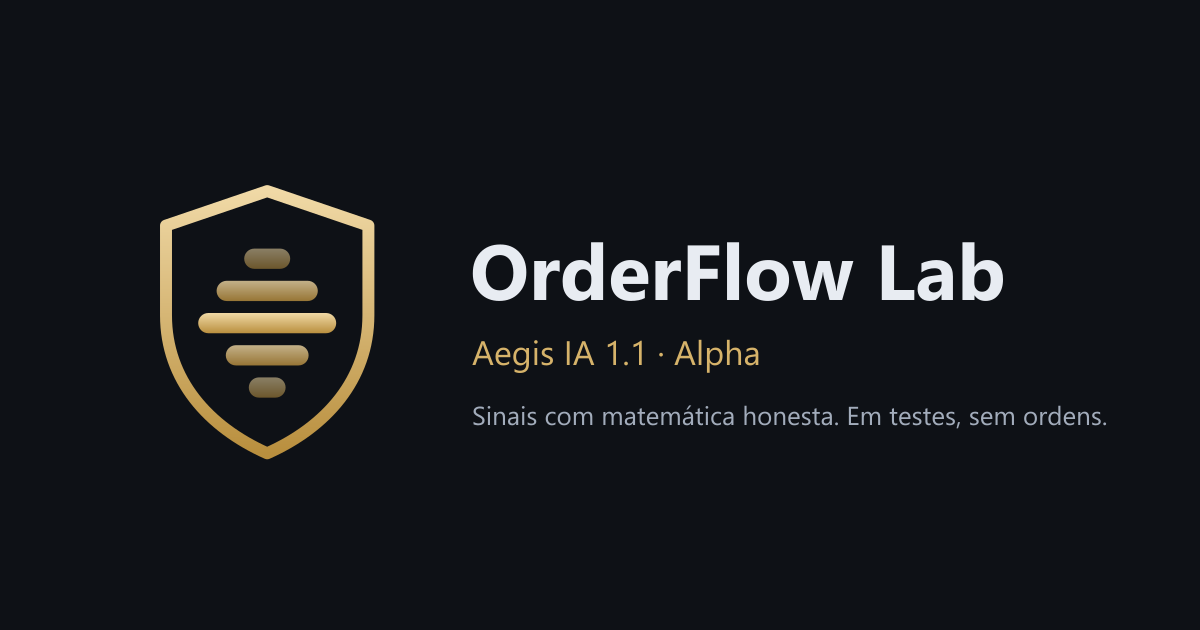 OrderFlow Lab
Aegis IA 1.1 · Alpha
Sinais com matemática honesta. Em testes, sem ordens.